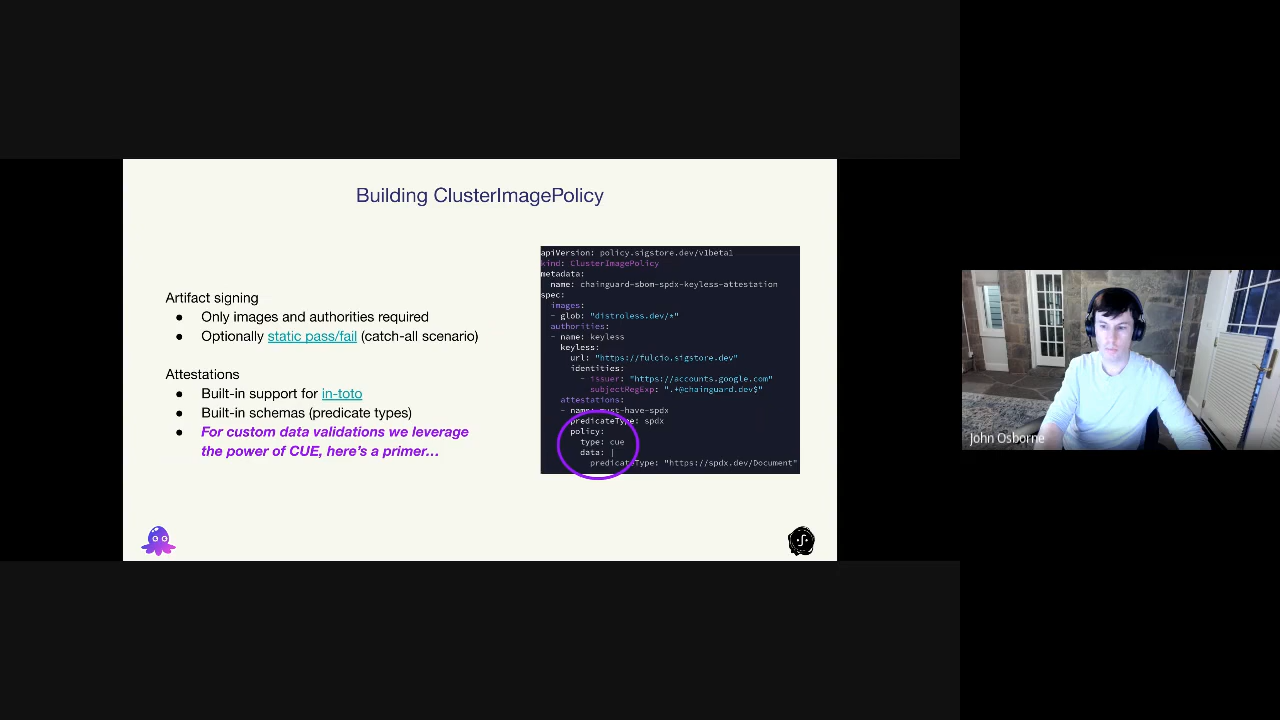 Building ClusterImagePolicy
Artifact signing
● Only images and authorities required
● Optionally static pass/fail (catch-all scenario)
Attestations
● Built-in support for in-toto
● Built-in schemas (predicate types)
● For custom data validations we leverage
the power of CUE, here's a primer...
apiVersion: policy.sigstore.dev/v1beta1
kind: ClusterImagePolicy
metadata:
name: chainguard-sbom-spdx-keyless-attestation
spec:
images:
- glob: "distroless.dev/*"
authorities:
- name: keyless
keyless:
url: "https://fulcio.sigstore.dev"
identities:
- issuer: "https://accounts.google.com"
subjectRegExp: ".+@chainguard.dev$"
attestations:
- name: must-have-spdx
predicateType: spdx
policy:
type: cue
data: |
predicateType: "https://spdx.dev/Document"
John Osborne